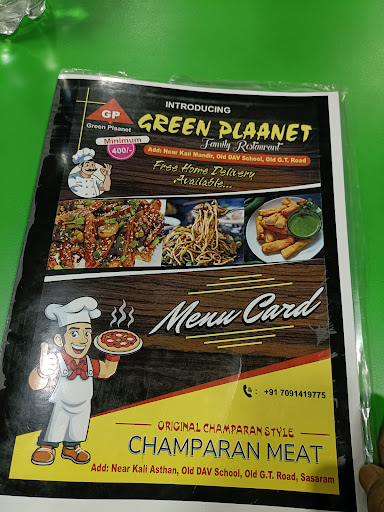 INTRODUCING
GP
Green Plaanet
GREEN PLAANET
Family Restaurant
Minimum
400/-
Add: Near Kali Mandir, Old DAV School, Old G.T. Road
Free Home Delivery
Available...
Menu Card
: +91 7091419775
ORIGINAL CHAMPARAN STYLE
CHAMPARAN MEAT
Add: Near Kali Asthan, Old DAV School, Old G.T. Road, Sasaram